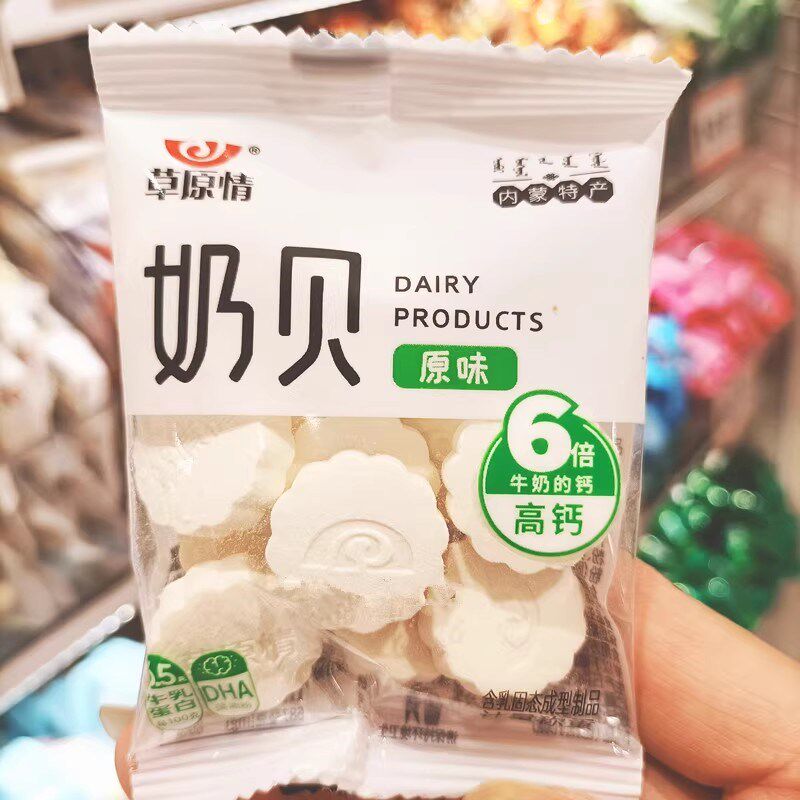 草原情®
内蒙特产
奶贝
DAIRY
PRODUCTS
原味
6倍
牛奶的钙
高钙
牛乳
蛋白
DHA
含乳固态成型制品